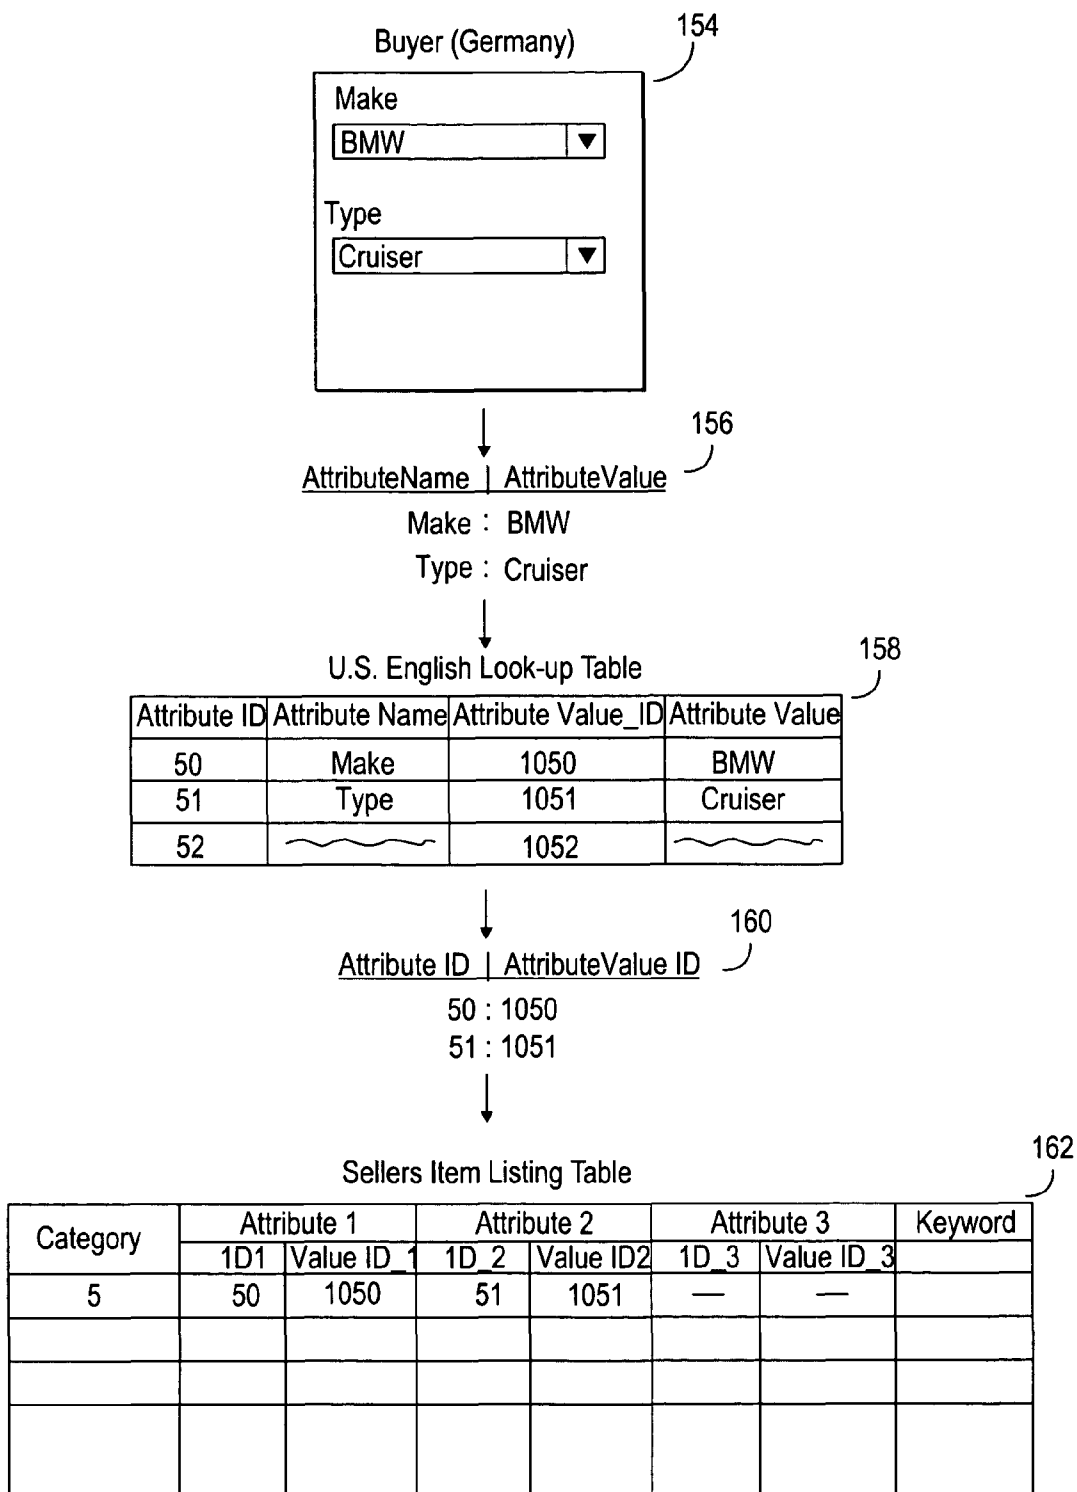 154
Buyer (Germany)
Make
BMW
Type
Cruiser
156
AttributeName | AttributeValue
Make : BMW
Type : Cruiser
158
U.S. English Look-up Table
Attribute ID Attribute Name Attribute Value_ID Attribute Value
50 Make 1050 BMW
51 Type 1051 Cruiser
52 1052
160
Attribute ID | AttributeValue ID
50 : 1050
51 : 1051
162
Sellers Item Listing Table
Category Attribute 1 Attribute 2 Attribute 3 Keyword
1D1 Value ID_1 1D_2 Value ID2 1D_3 Value ID_3
5 50 1050 51 1051 — —